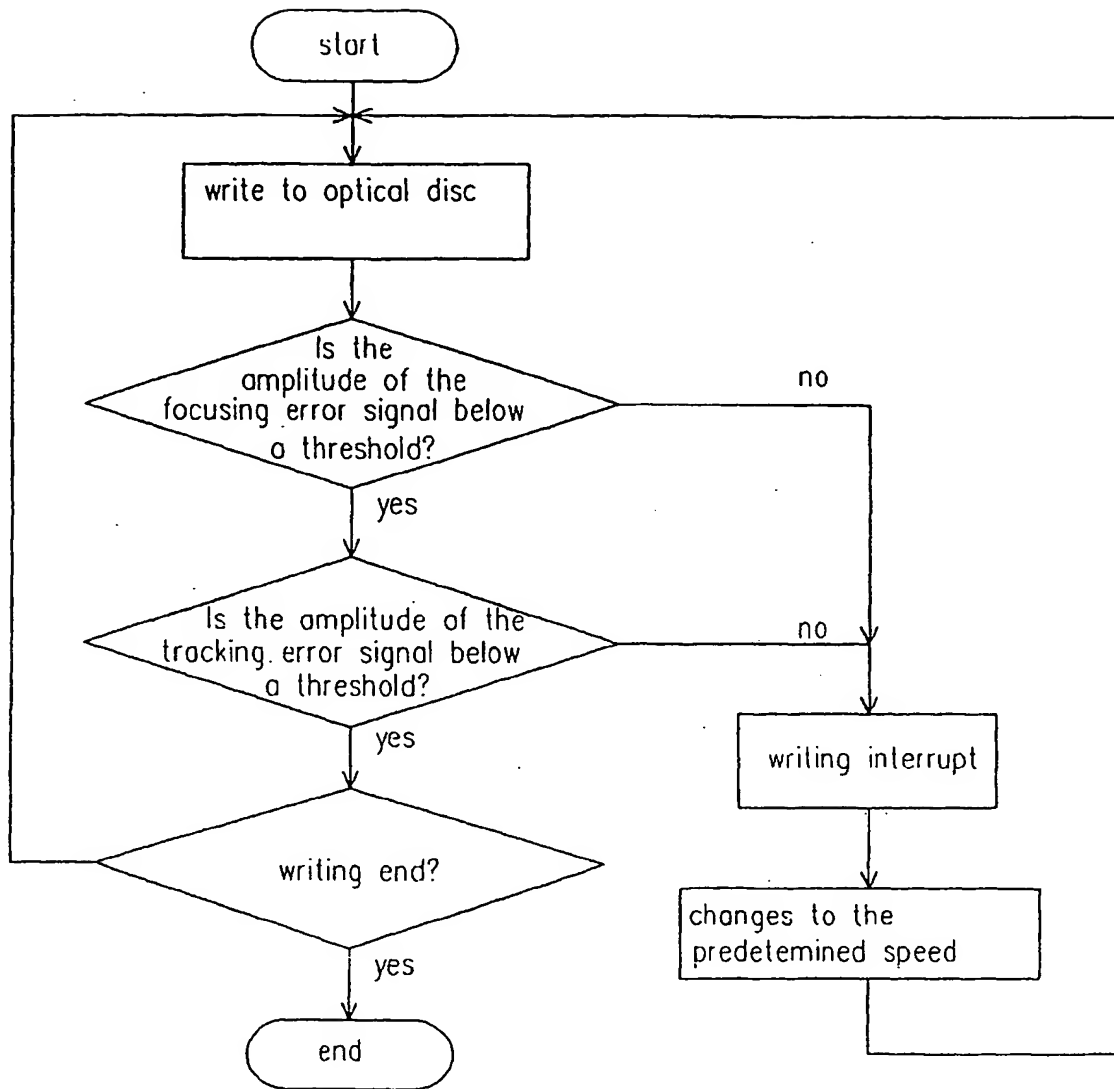 start
write to optical disc
Is the
amplitude of the
focusing error signal below
a threshold?
no
yes
Is the amplitude of the
tracking error signal below
a threshold?
no
yes
writing interrupt
writing end?
changes to the
predetemined speed
yes
end